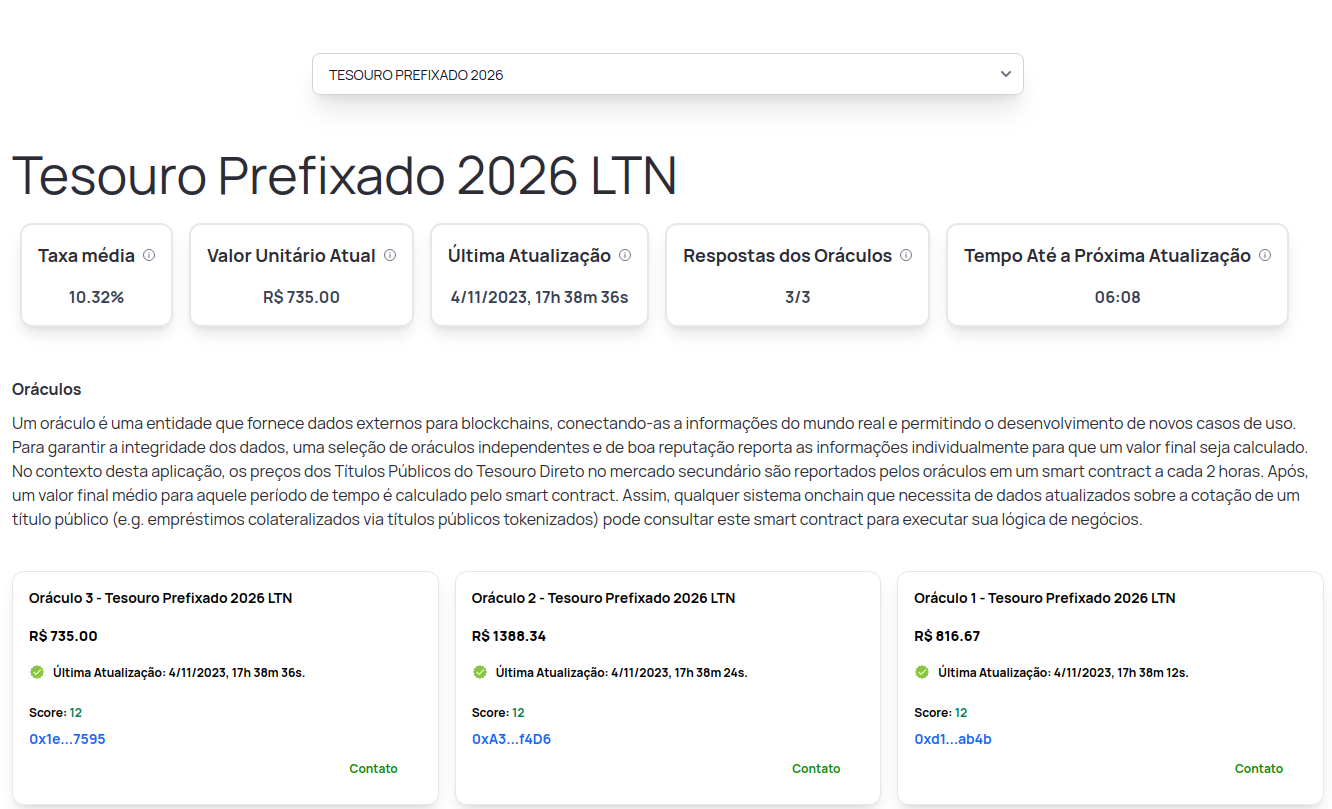 TESOURO PREFIXADO 2026
Tesouro Prefixado 2026 LTN
Taxa média
10.32%
Valor Unitário Atual
R$ 735.00
Última Atualização
4/11/2023, 17h 38m 36s
Respostas dos Oráculos
3/3
Tempo Até a Próxima Atualização
06:08
Oráculos
Um oráculo é uma entidade que fornece dados externos para blockchains, conectando-as a informações do mundo real e permitindo o desenvolvimento de novos casos de uso.
Para garantir a integridade dos dados, uma seleção de oráculos independentes e de boa reputação reporta as informações individualmente para que um valor final seja calculado.
No contexto desta aplicação, os preços dos Títulos Públicos do Tesouro Direto no mercado secundário são reportados pelos oráculos em um smart contract a cada 2 horas. Após,
um valor final médio para aquele período de tempo é calculado pelo smart contract. Assim, qualquer sistema onchain que necessita de dados atualizados sobre a cotação de um
título público (e.g. empréstimos colateralizados via títulos públicos tokenizados) pode consultar este smart contract para executar sua lógica de negócios.
Oráculo 3 - Tesouro Prefixado 2026 LTN
R$ 735.00
Última Atualização: 4/11/2023, 17h 38m 36s.
Score: 12
0x1e...7595
Contato
Oráculo 2 - Tesouro Prefixado 2026 LTN
R$ 1388.34
Última Atualização: 4/11/2023, 17h 38m 24s.
Score: 12
0xA3...f4D6
Contato
Oráculo 1 - Tesouro Prefixado 2026 LTN
R$ 816.67
Última Atualização: 4/11/2023, 17h 38m 12s.
Score: 12
0xd1...ab4b
Contato